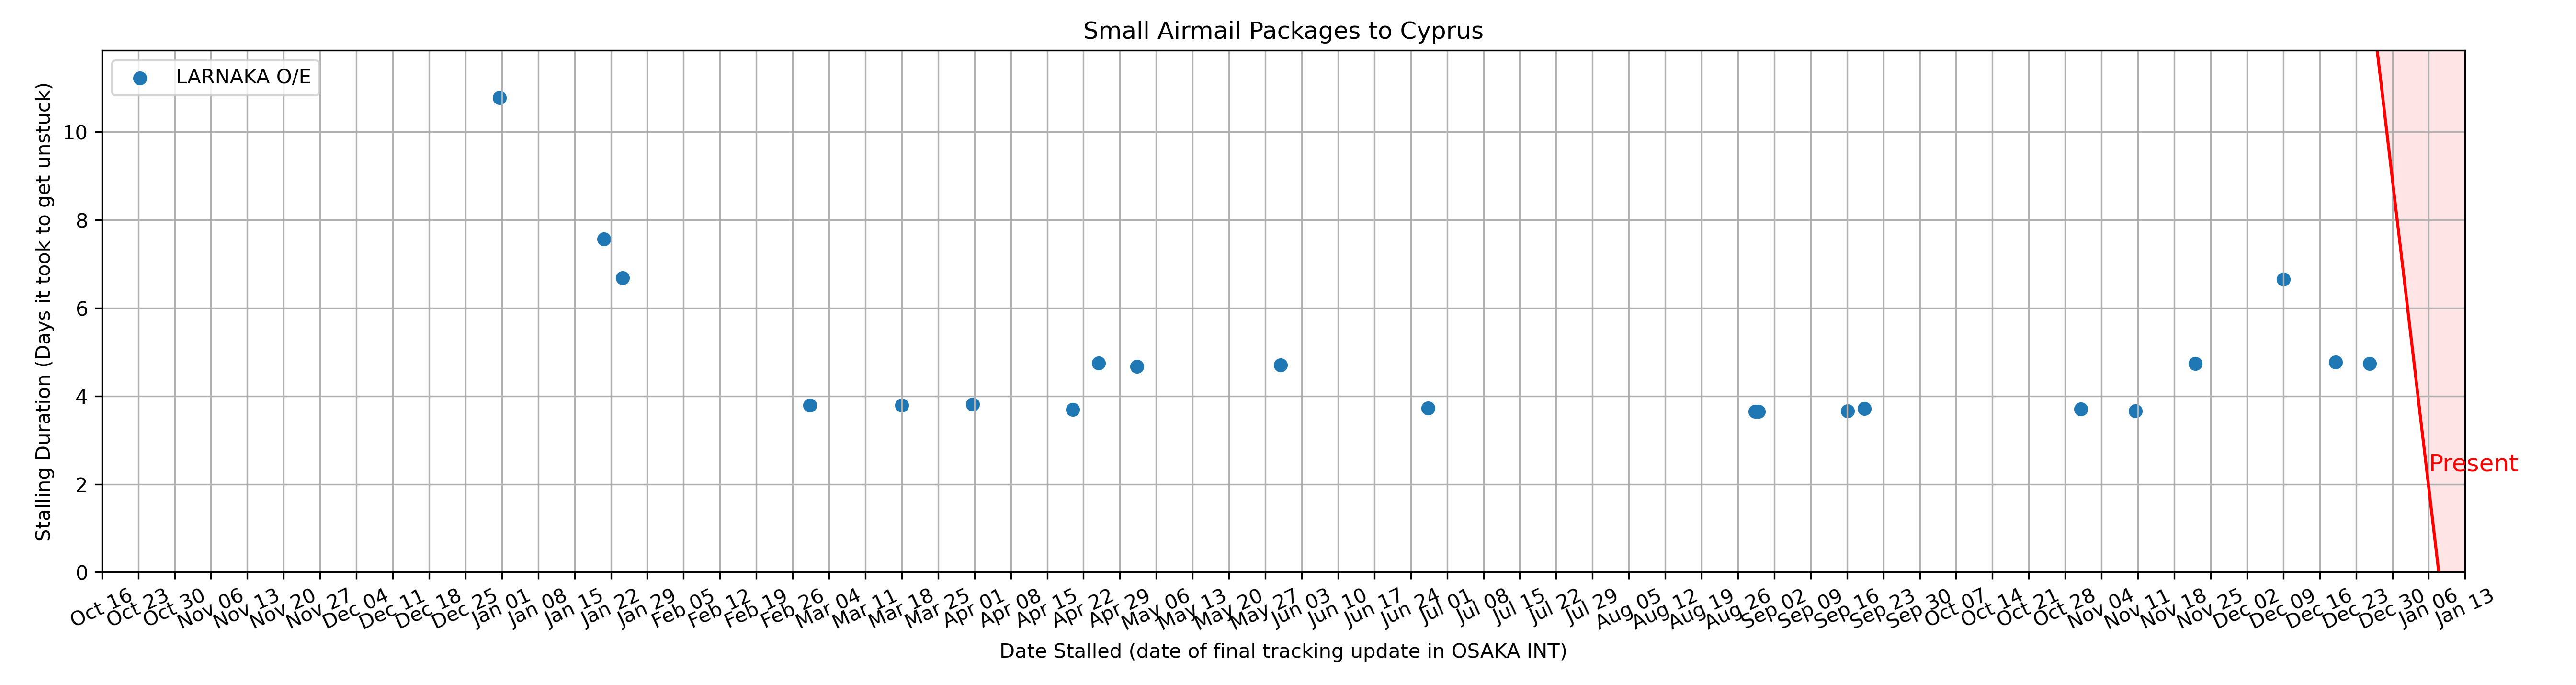 Small Airmail Packages to Cyprus
LARNAKA O/E
Stalling Duration (Days it took to get unstuck)
10
8
6
4
2
0
Present
Oct 16
Oct 23
Oct 30
Nov 06
Nov 13
Nov 20
Nov 27
Dec 04
Dec 11
Dec 18
Dec 25
Jan 01
Jan 08
Jan 15
Jan 22
Jan 29
Feb 05
Feb 12
Feb 19
Feb 26
Mar 04
Mar 11
Mar 18
Mar 25
Apr 01
Apr 08
Apr 15
Apr 22
Apr 29
May 06
May 13
May 20
May 27
Jun 03
Jun 10
Jun 17
Jun 24
Jul 01
Jul 08
Jul 15
Jul 22
Jul 29
Aug 05
Aug 12
Aug 19
Aug 26
Sep 02
Sep 09
Sep 16
Sep 23
Sep 30
Oct 07
Oct 14
Oct 21
Oct 28
Nov 04
Nov 11
Nov 18
Nov 25
Dec 02
Dec 09
Dec 16
Dec 23
Dec 30
Jan 06
Jan 13
Date Stalled (date of final tracking update in OSAKA INT)